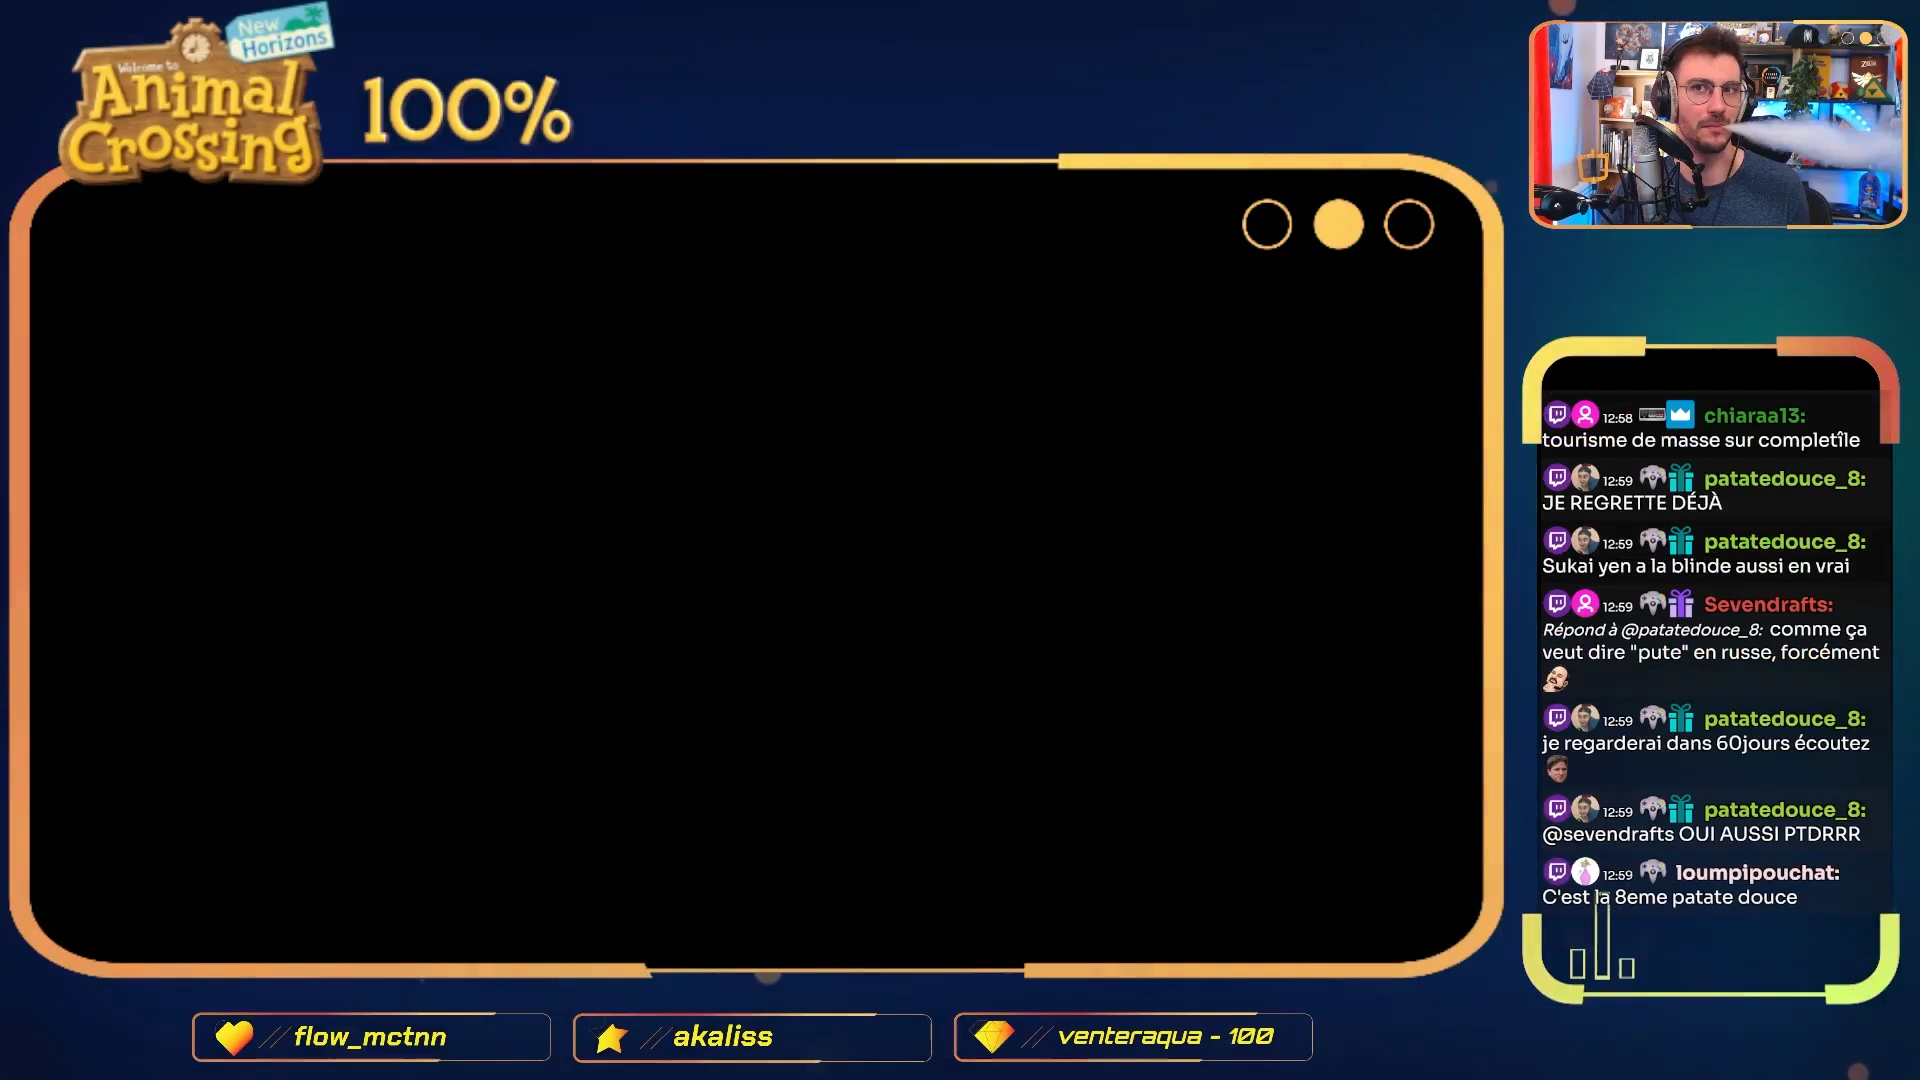 New
Horizons
Welcome to
Animal
Crossing
100%
12:58 chiaraa13:
tourisme de masse sur completîle
12:59 patatedouce_8:
JE REGRETTE DÉJÀ
12:59 patatedouce_8:
Sukai yen a la blinde aussi en vrai
12:59 Sevendrafts:
Répond à @patatedouce_8: comme ça
veut dire "pute" en russe, forcément
12:59 patatedouce_8:
je regarderai dans 60jours écoutez
12:59 patatedouce_8:
@sevendrafts OUI AUSSI PTDRRR
12:59 loumpipouchat:
C'est la 8eme patate douce
// flow_mctnn
// akaliss
// venteraqua - 100